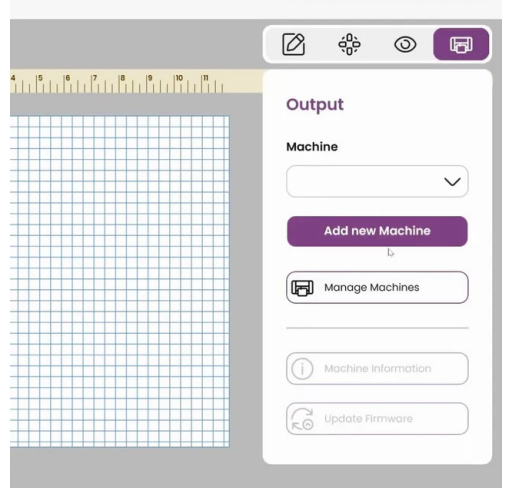 4 5 6 7 8 9 10 11
Output
Machine
Add new Machine
Manage Machines
Machine Information
Update Firmware